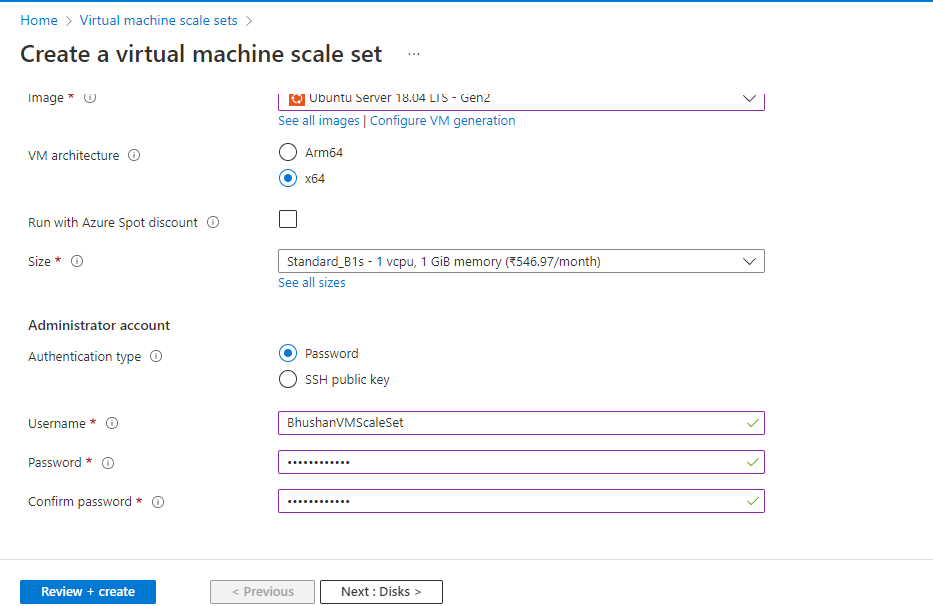 Home > Virtual machine scale sets >
Create a virtual machine scale set ...
Image * Ubuntu Server 18.04 LTS - Gen2
See all images | Configure VM generation
VM architecture Arm64
x64
Run with Azure Spot discount
Size * Standard_B1s - 1 vcpu, 1 GiB memory (₹546.97/month)
See all sizes
Administrator account
Authentication type Password
SSH public key
Username * BhushanVMScaleSet
Password * ••••••••••••
Confirm password * ••••••••••••
Review + create < Previous Next : Disks >